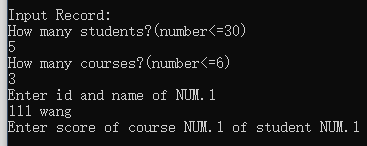 Input Record:
How many students?(number<=30)
5
How many courses?(number<=6)
3
Enter id and name of NUM.1
111 wang
Enter score of course NUM.1 of student NUM.1